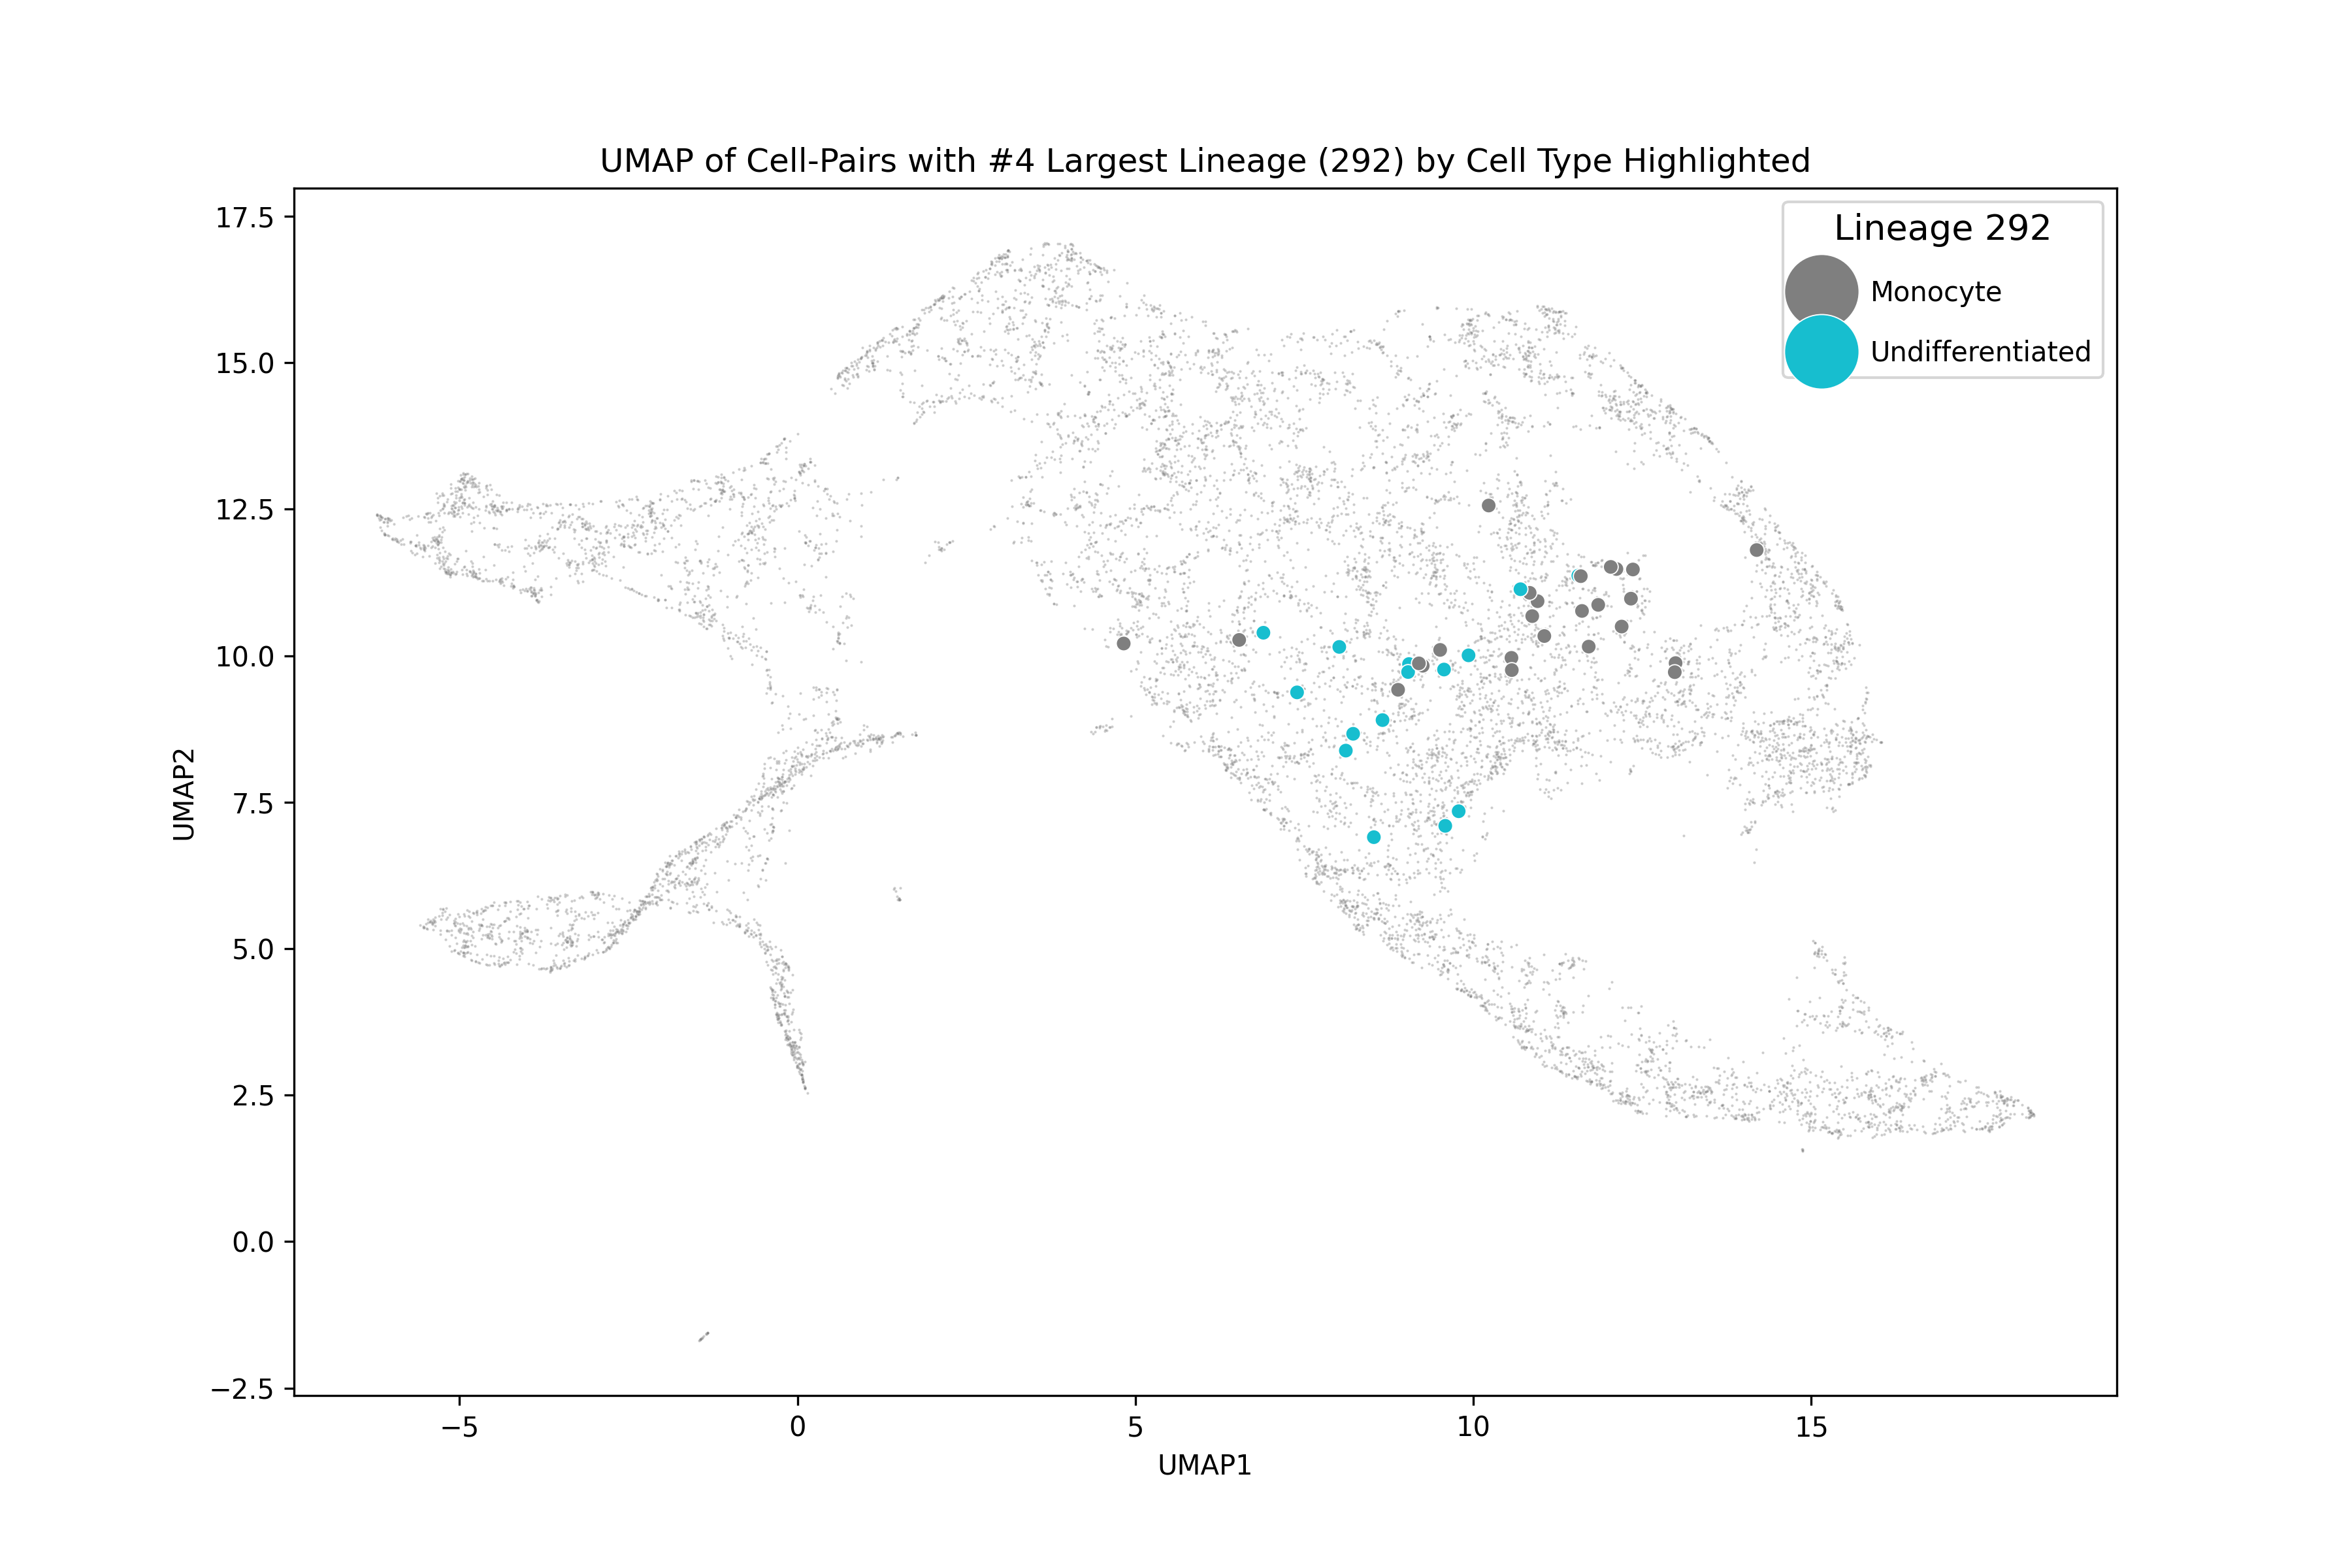 UMAP of Cell-Pairs with #4 Largest Lineage (292) by Cell Type Highlighted
Lineage 292
Monocyte
Undifferentiated
17.5
15.0
12.5
10.0
7.5
5.0
2.5
0.0
−2.5
UMAP2
−5 0 5 10 15
UMAP1